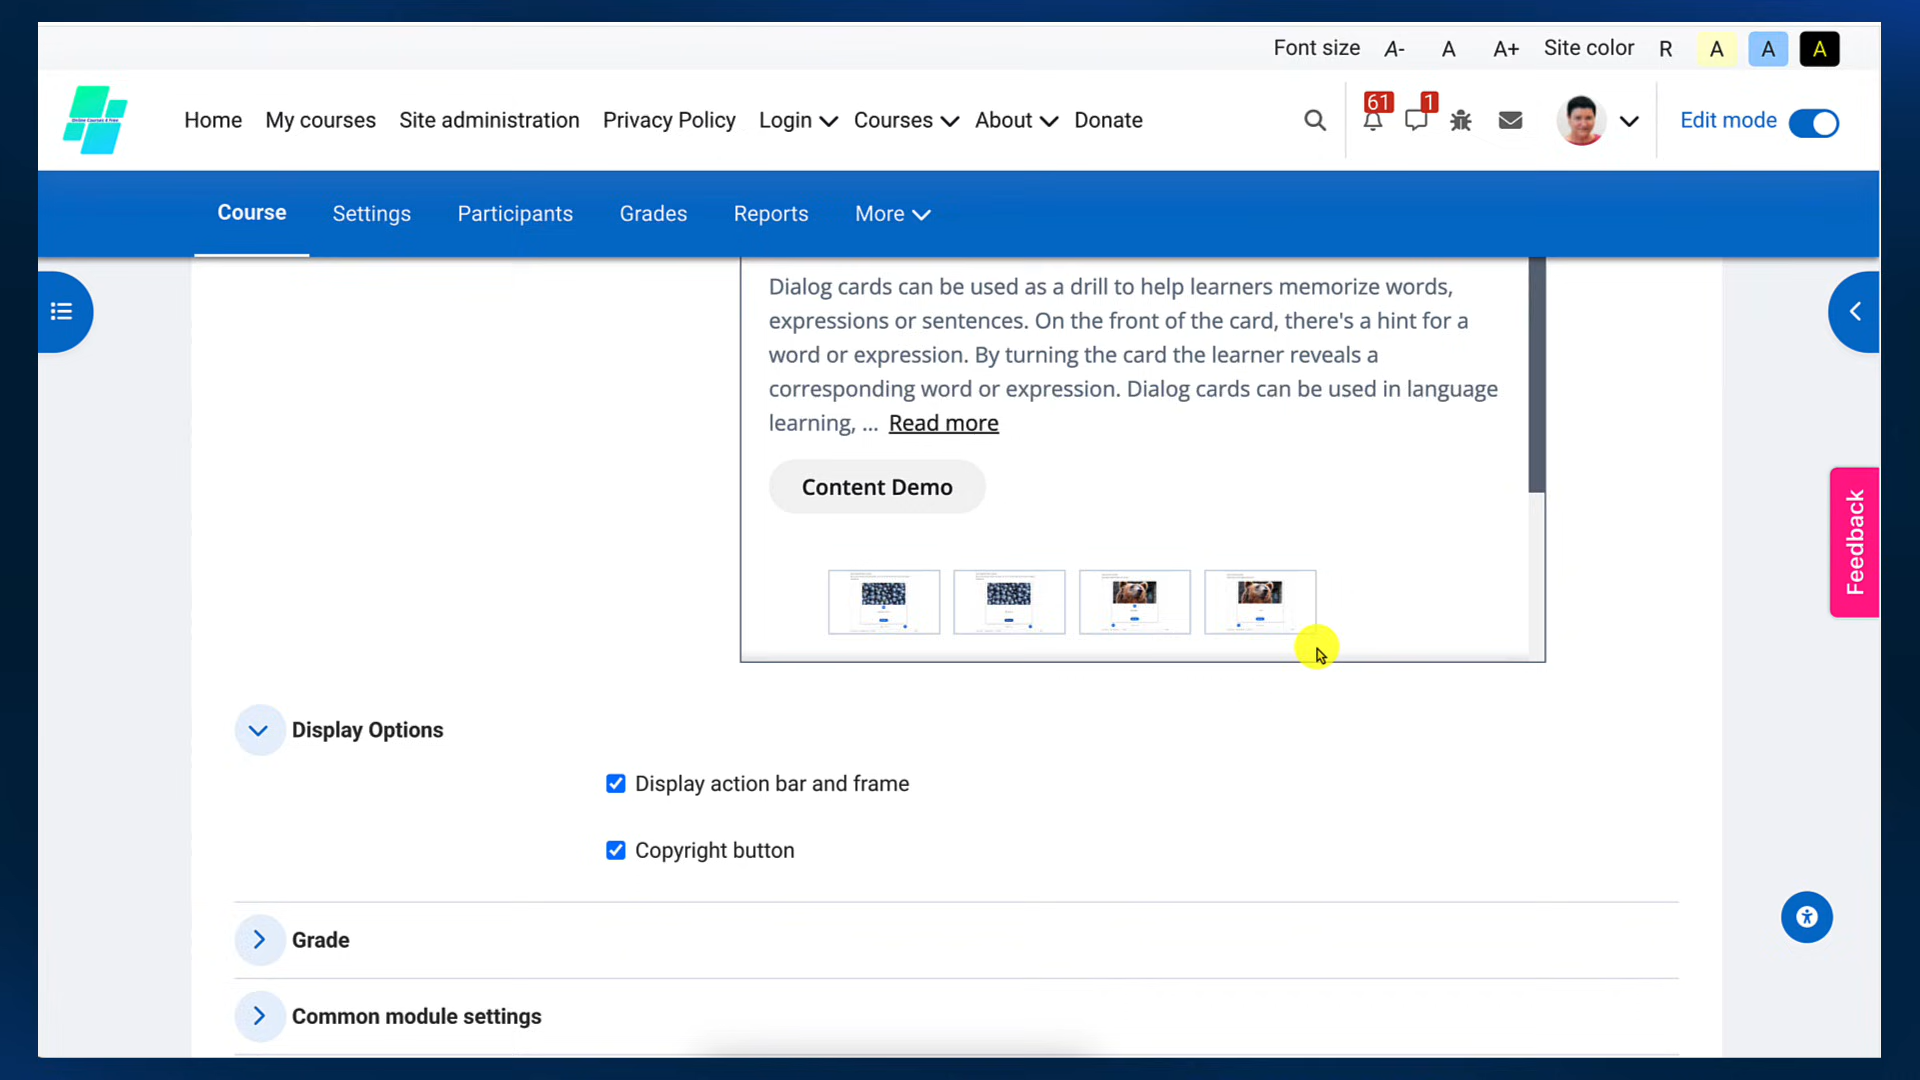 Font size A- A A+ Site color R A A A
Home My courses Site administration Privacy Policy Login Courses About Donate 61 1 Edit mode
Course Settings Participants Grades Reports More
Dialog cards can be used as a drill to help learners memorize words,
expressions or sentences. On the front of the card, there's a hint for a
word or expression. By turning the card the learner reveals a
corresponding word or expression. Dialog cards can be used in language
learning, ... Read more
Content Demo
Feedback
Display Options
Display action bar and frame
Copyright button
Grade
Common module settings